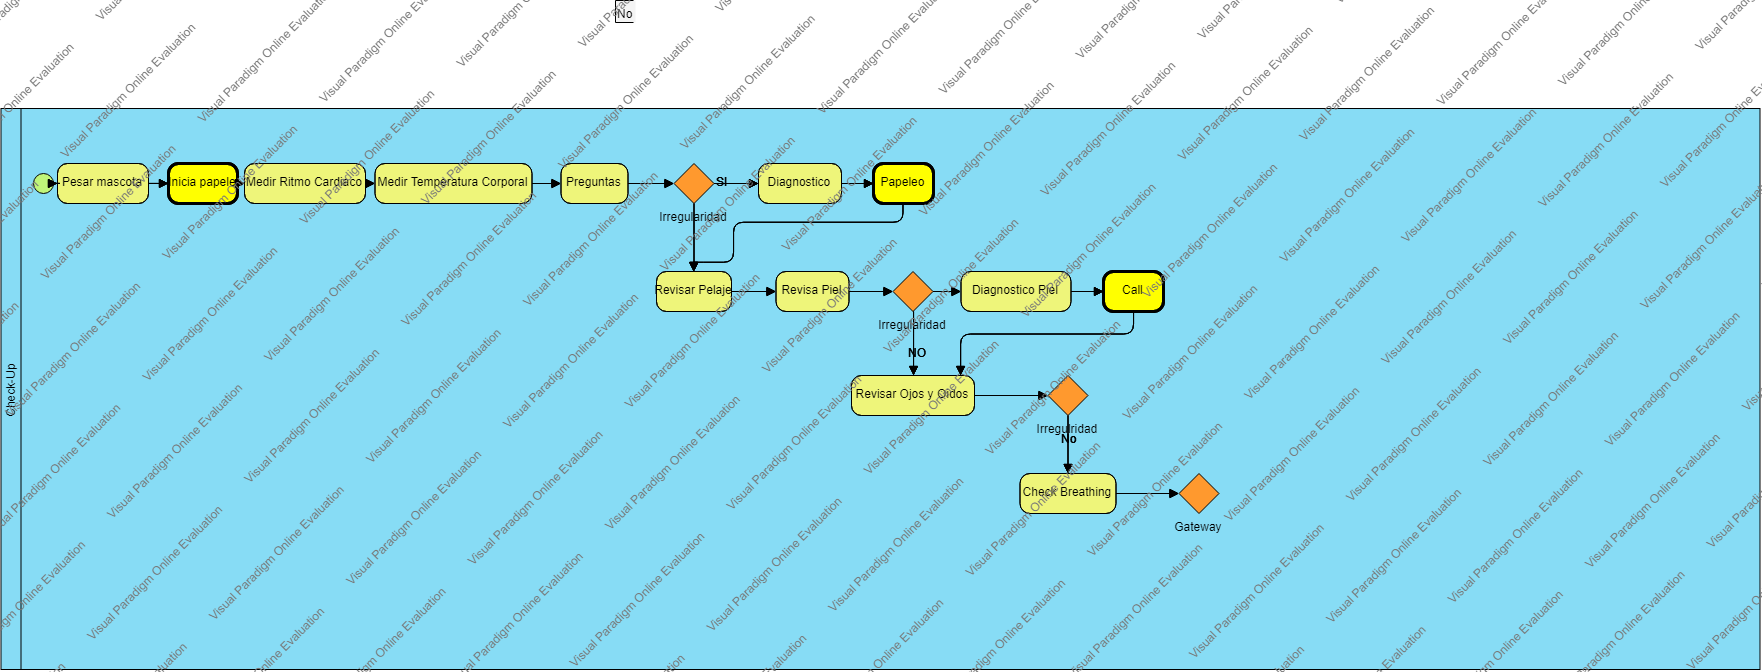 No
Check-Up
Pesar mascota
Inicia papeleo
Medir Ritmo Cardiaco
Medir Temperatura Corporal
Preguntas
Irregularidad
SI
Diagnostico
Papeleo
Revisar Pelaje
Revisa Piel
Irregularidad
NO
Diagnostico Piel
Call
Revisar Ojos y Oidos
Irreguiridad
No
Check Breathing
Gateway
Visual Paradigm Online Evaluation